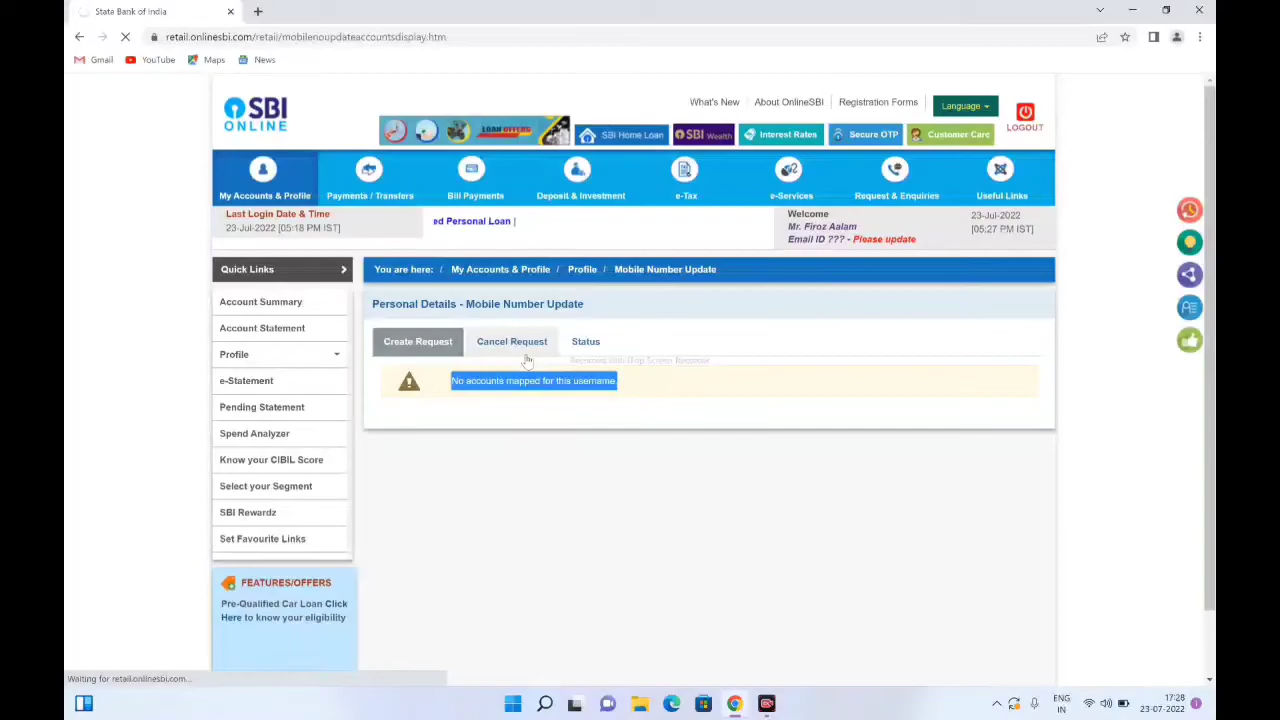 State Bank of India
retail.onlinesbi.com/retail/mobilenoupdateaccountsdisplay.htm
Gmail YouTube Maps News
SBI
ONLINE
What's New About OnlineSBI Registration Forms Language
LOGOUT
LOAN OFFERS SBI Home Loan SBI Wealth Interest Rates Secure OTP Customer Care
My Accounts & Profile Payments / Transfers Bill Payments Deposit & Investment e-Tax e-Services Request & Enquiries Useful Links
Last Login Date & Time
23-Jul-2022 [05:18 PM IST]
ed Personal Loan |
Welcome
Mr. Firoz Aalam
Email ID ??? - Please update
23-Jul-2022
[05:27 PM IST]
Quick Links
You are here: / My Accounts & Profile / Profile / Mobile Number Update
Account Summary
Account Statement
Profile
e-Statement
Pending Statement
Spend Analyzer
Know your CIBIL Score
Select your Segment
SBI Rewardz
Set Favourite Links
Personal Details - Mobile Number Update
Create Request Cancel Request Status
Recorded with iTop Screen Recorder
No accounts mapped for this username.
FEATURES/OFFERS
Pre-Qualified Car Loan Click
Here to know your eligibility
Waiting for retail.onlinesbi.com...
ENG
IN
17:28
23-07-2022